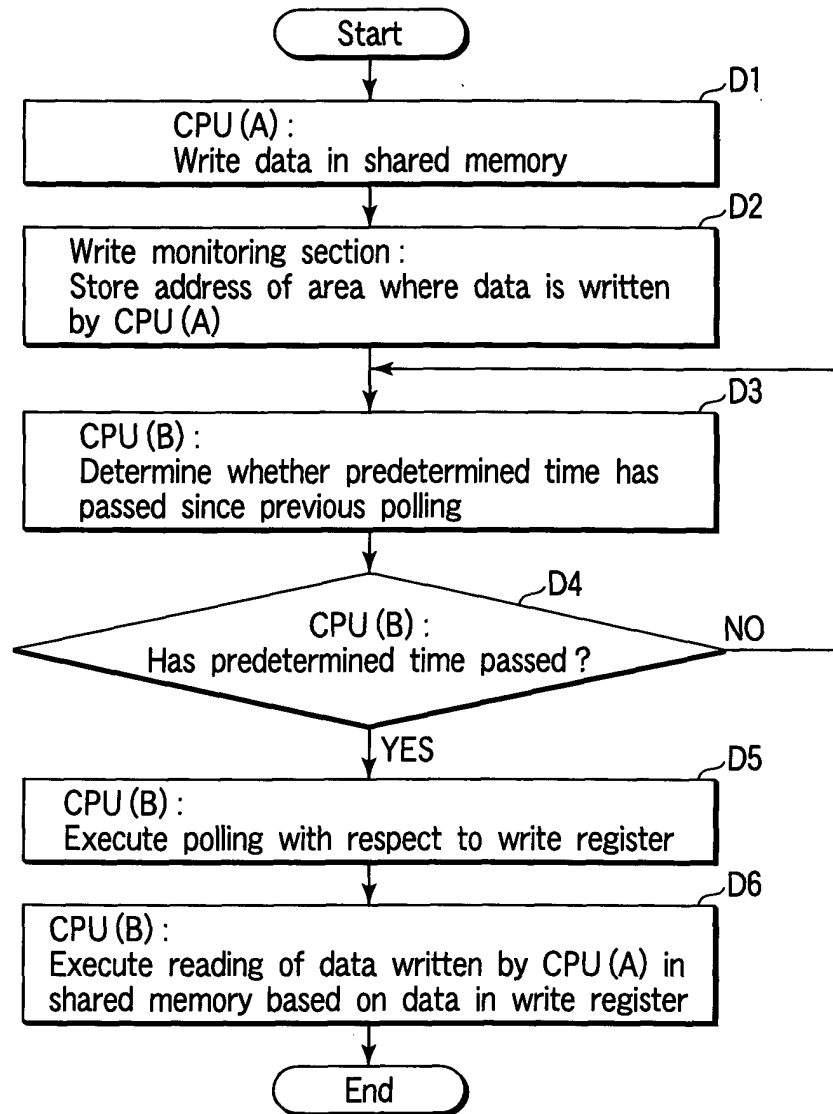 Start
D1
CPU(A):
Write data in shared memory
D2
Write monitoring section:
Store address of area where data is written
by CPU(A)
D3
CPU(B):
Determine whether predetermined time has
passed since previous polling
D4
CPU(B):
Has predetermined time passed?
NO
YES
D5
CPU(B):
Execute polling with respect to write register
D6
CPU(B):
Execute reading of data written by CPU(A) in
shared memory based on data in write register
End